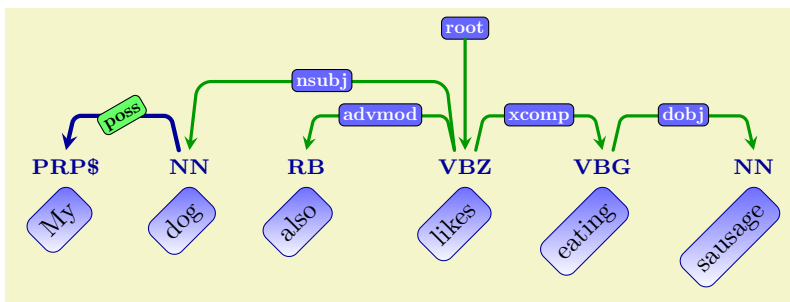 root
nsubj
poss advmod xcomp dobj
PRP$ NN RB VBZ VBG NN
My dog also likes eating sausage